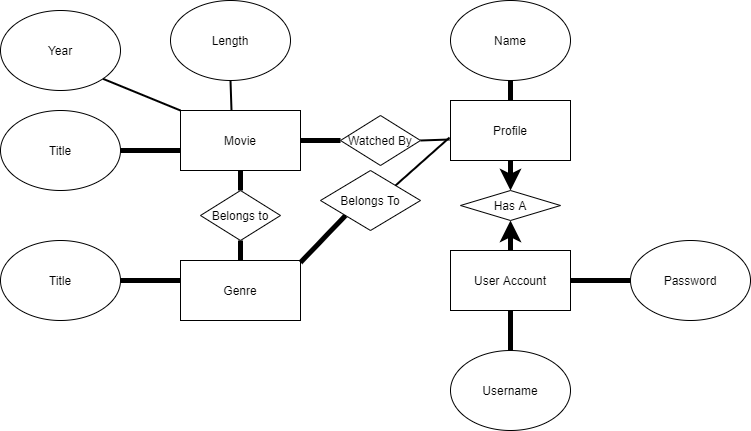 Length
Name
Year
Profile
Movie
Watched By
Title
Belongs To
Has A
Belongs to
Title
Genre
User Account
Password
Username